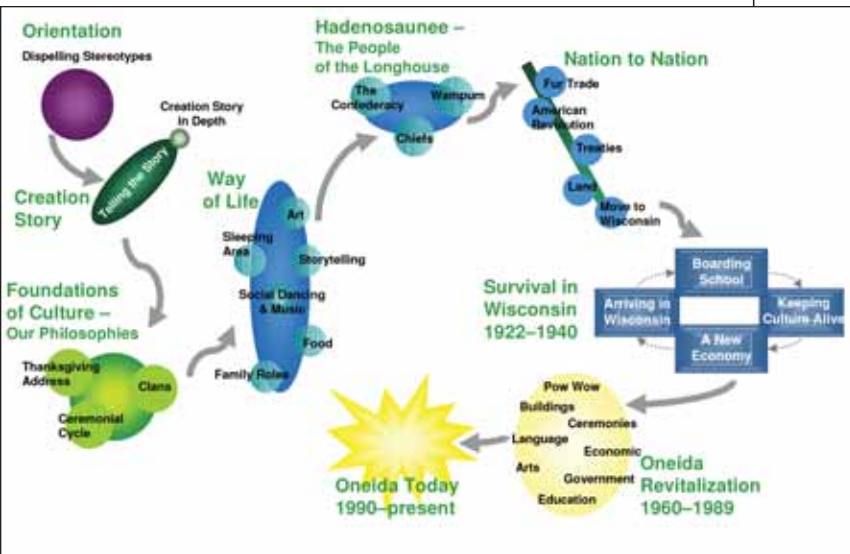 Orientation
Dispelling Stereotypes
Creation Story
in Depth
Telling the Story
Creation
Story
Foundations
of Culture –
Our Philosophies
Thanksgiving
Address
Clans
Ceremonial
Cycle
Way
of Life
Art
Sleeping
Area
Storytelling
Social Dancing
& Music
Food
Family Roles
Hadenosaunee –
The People
of the Longhouse
The
Confederacy
Wampum
Chiefs
Nation to Nation
Fur Trade
American
Revolution
Treaties
Land
Move to
Wisconsin
Survival in
Wisconsin
1922–1940
Boarding
School
Arriving in
Wisconsin
Keeping
Culture Alive
A New
Economy
Pow Wow
Buildings
Ceremonies
Language
Economic
Arts
Government
Education
Oneida
Revitalization
1960–1989
Oneida Today
1990–present